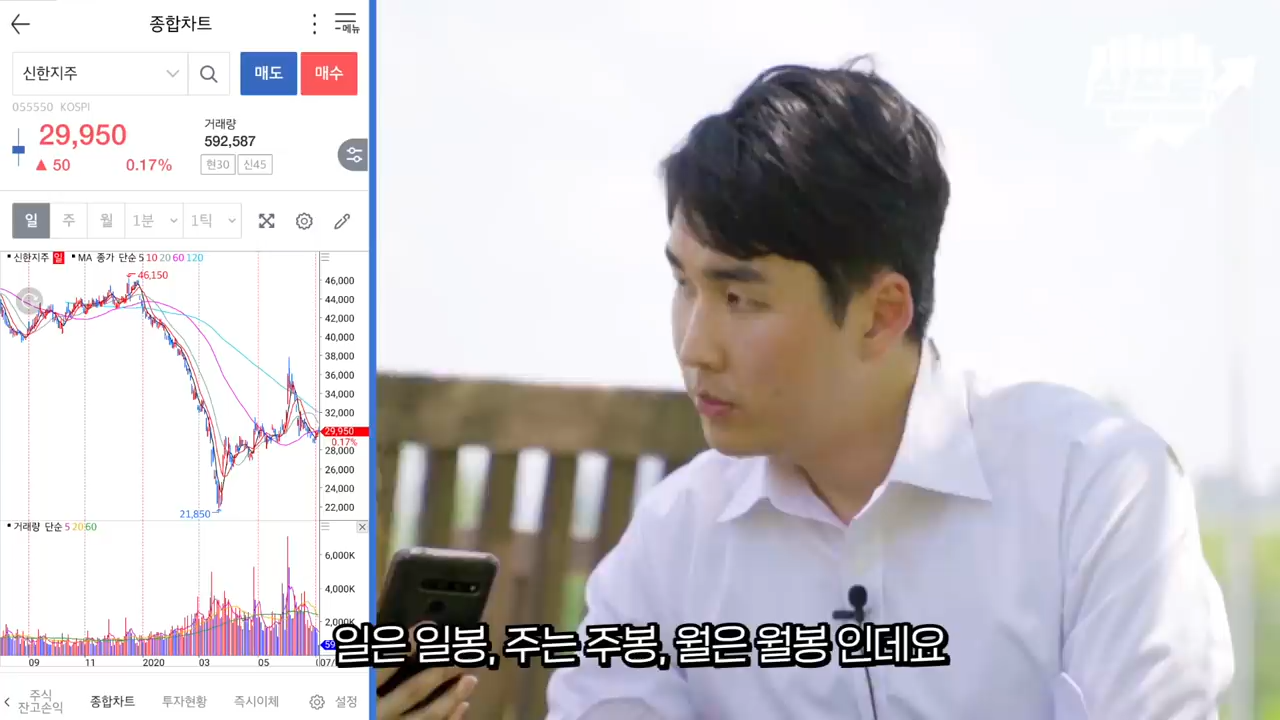 종합차트
메뉴
신한지주
매도
매수
055550 KOSPI
29,950
▲ 50 0.17%
거래량
592,587
현30 신45
일 주 월 1분 1틱
신한지주 일 MA 종가 단순 5 10 20 60 120
46,150
46,000
44,000
42,000
40,000
38,000
36,000
34,000
32,000
29,950
0.17%
28,000
26,000
24,000
22,000
21,850
거래량 단순 5 20 60
6,000K
4,000K
2,000K
09 11 2020 03 05
일은 일봉, 주는 주봉, 월은 월봉 인데요
주식
잔고손익
종합차트 투자현황 즉시이체 설정